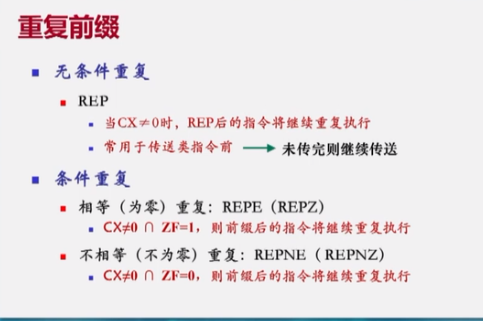 重复前缀
无条件重复
REP
当CX≠0时，REP后的指令将继续重复执行
常用于传送类指令前 → 未传完则继续传送
条件重复
相等（为零）重复：REPE（REPZ）
CX≠0 ∩ ZF=1，则前缀后的指令将继续重复执行
不相等（不为零）重复：REPNE（REPNZ）
CX≠0 ∩ ZF=0，则前缀后的指令将继续重复执行